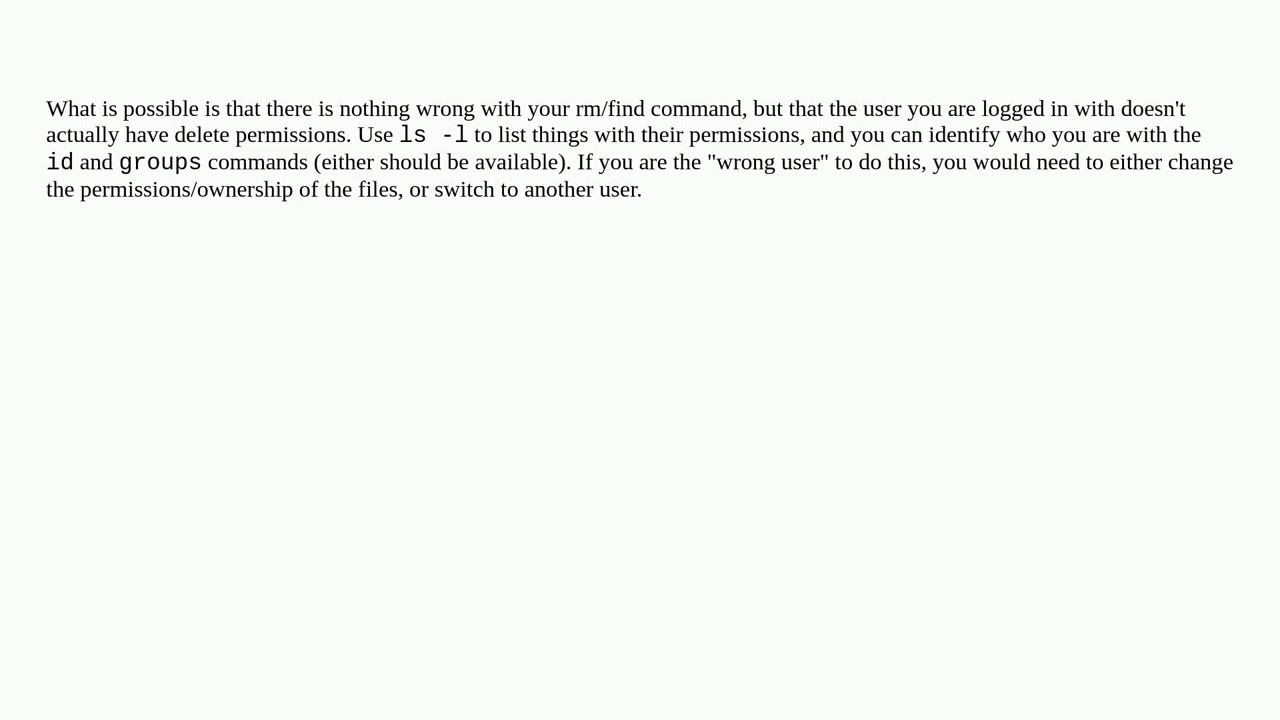 What is possible is that there is nothing wrong with your rm/find command, but that the user you are logged in with doesn't
actually have delete permissions. Use ls -l to list things with their permissions, and you can identify who you are with the
id and groups commands (either should be available). If you are the "wrong user" to do this, you would need to either change
the permissions/ownership of the files, or switch to another user.